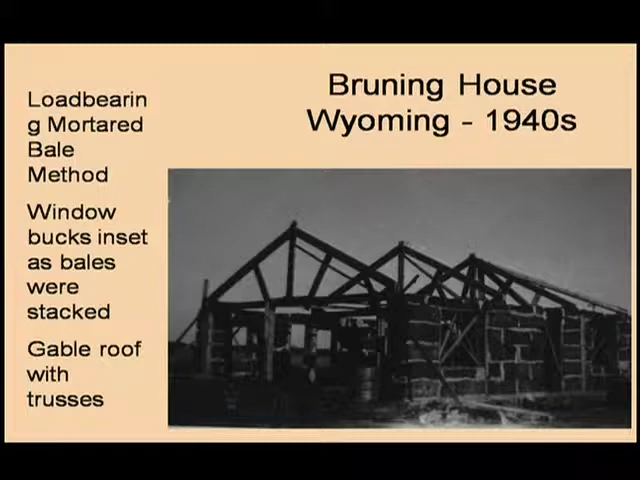 Bruning House
Wyoming - 1940s
Loadbearin
g Mortared
Bale
Method
Window
bucks inset
as bales
were
stacked
Gable roof
with
trusses